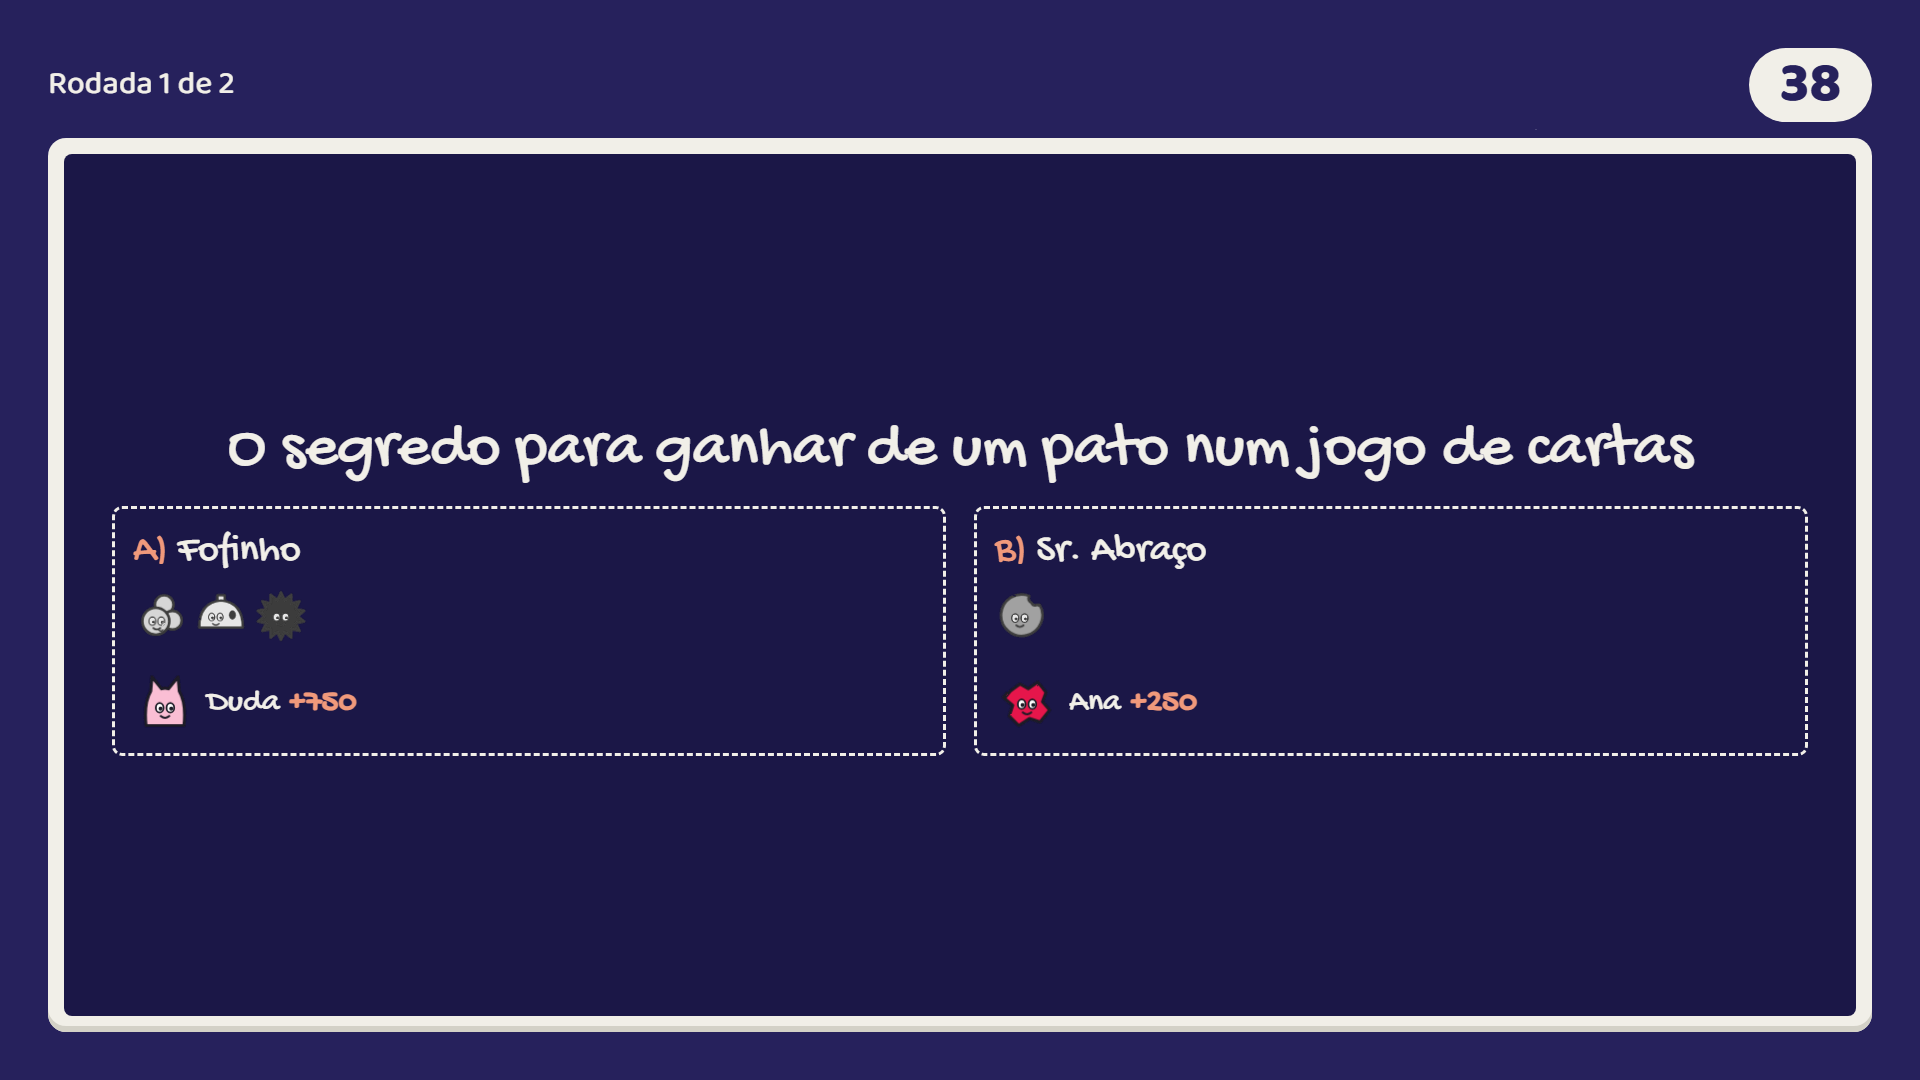 Rodada 1 de 2
38
O segredo para ganhar de um pato num jogo de cartas
A) Fofinho
Duda +750
B) Sr. Abraço
Ana +250